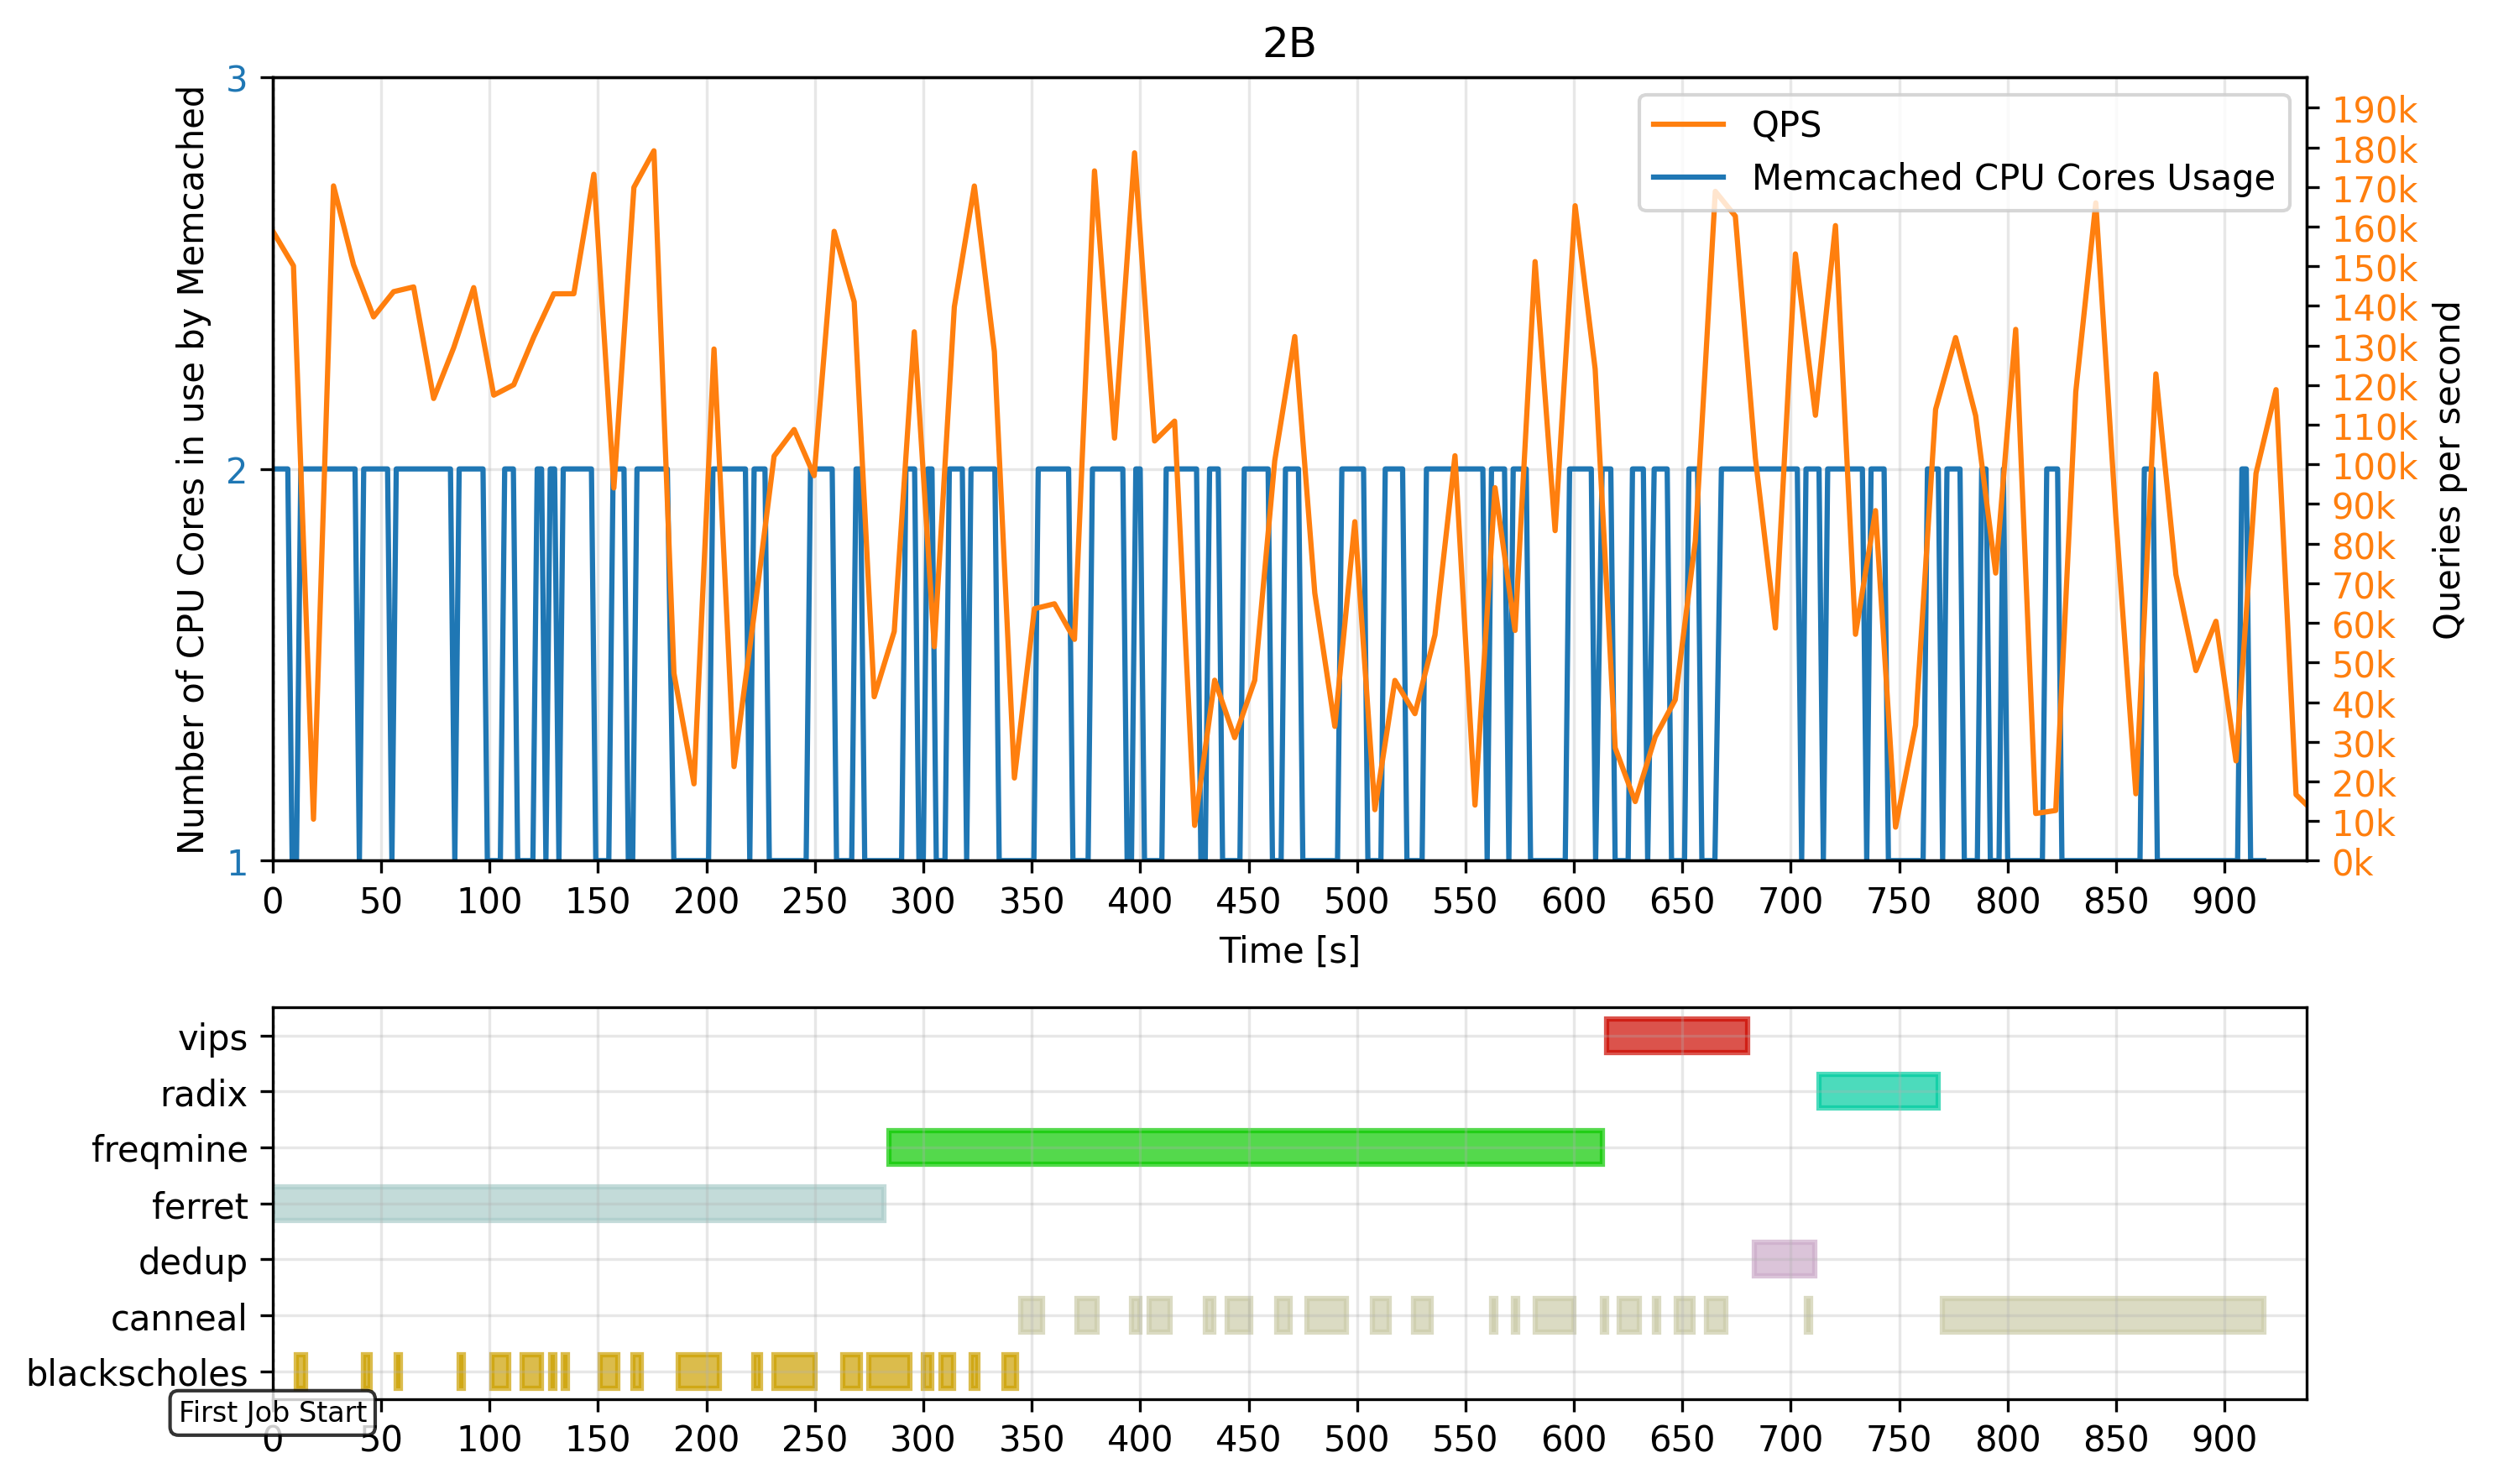 2B
Number of CPU Cores in use by Memcached
3
2
1
QPS
Memcached CPU Cores Usage
190k
180k
170k
160k
150k
140k
130k
120k
110k
100k
90k
80k
70k
60k
50k
40k
30k
20k
10k
0k
Queries per second
0 50 100 150 200 250 300 350 400 450 500 550 600 650 700 750 800 850 900
Time [s]
vips
radix
freqmine
ferret
dedup
canneal
blackscholes
First Job Start
0 50 100 150 200 250 300 350 400 450 500 550 600 650 700 750 800 850 900